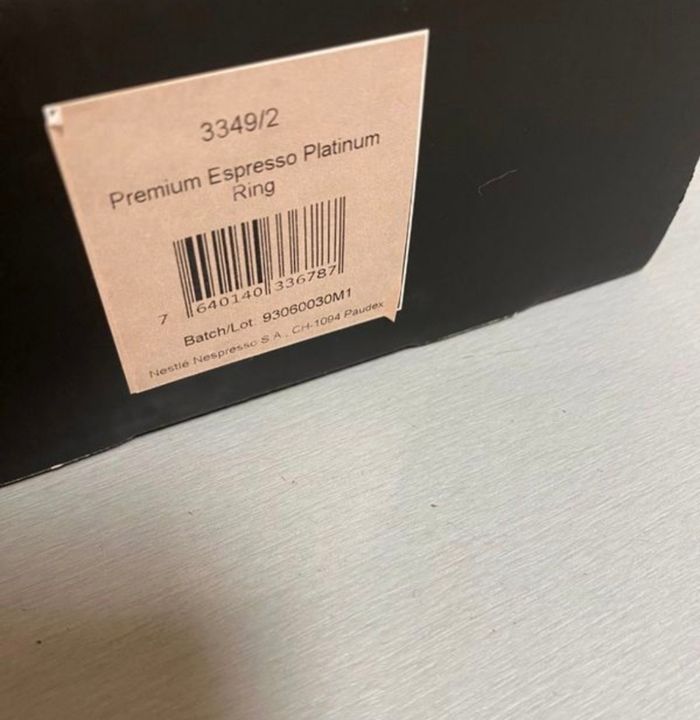 3349/2
Premium Espresso Platinum
Ring
7 640140 336787
Batch/Lot. 93060030M1
Nestlé Nespresso S.A., CH-1094 Paudex